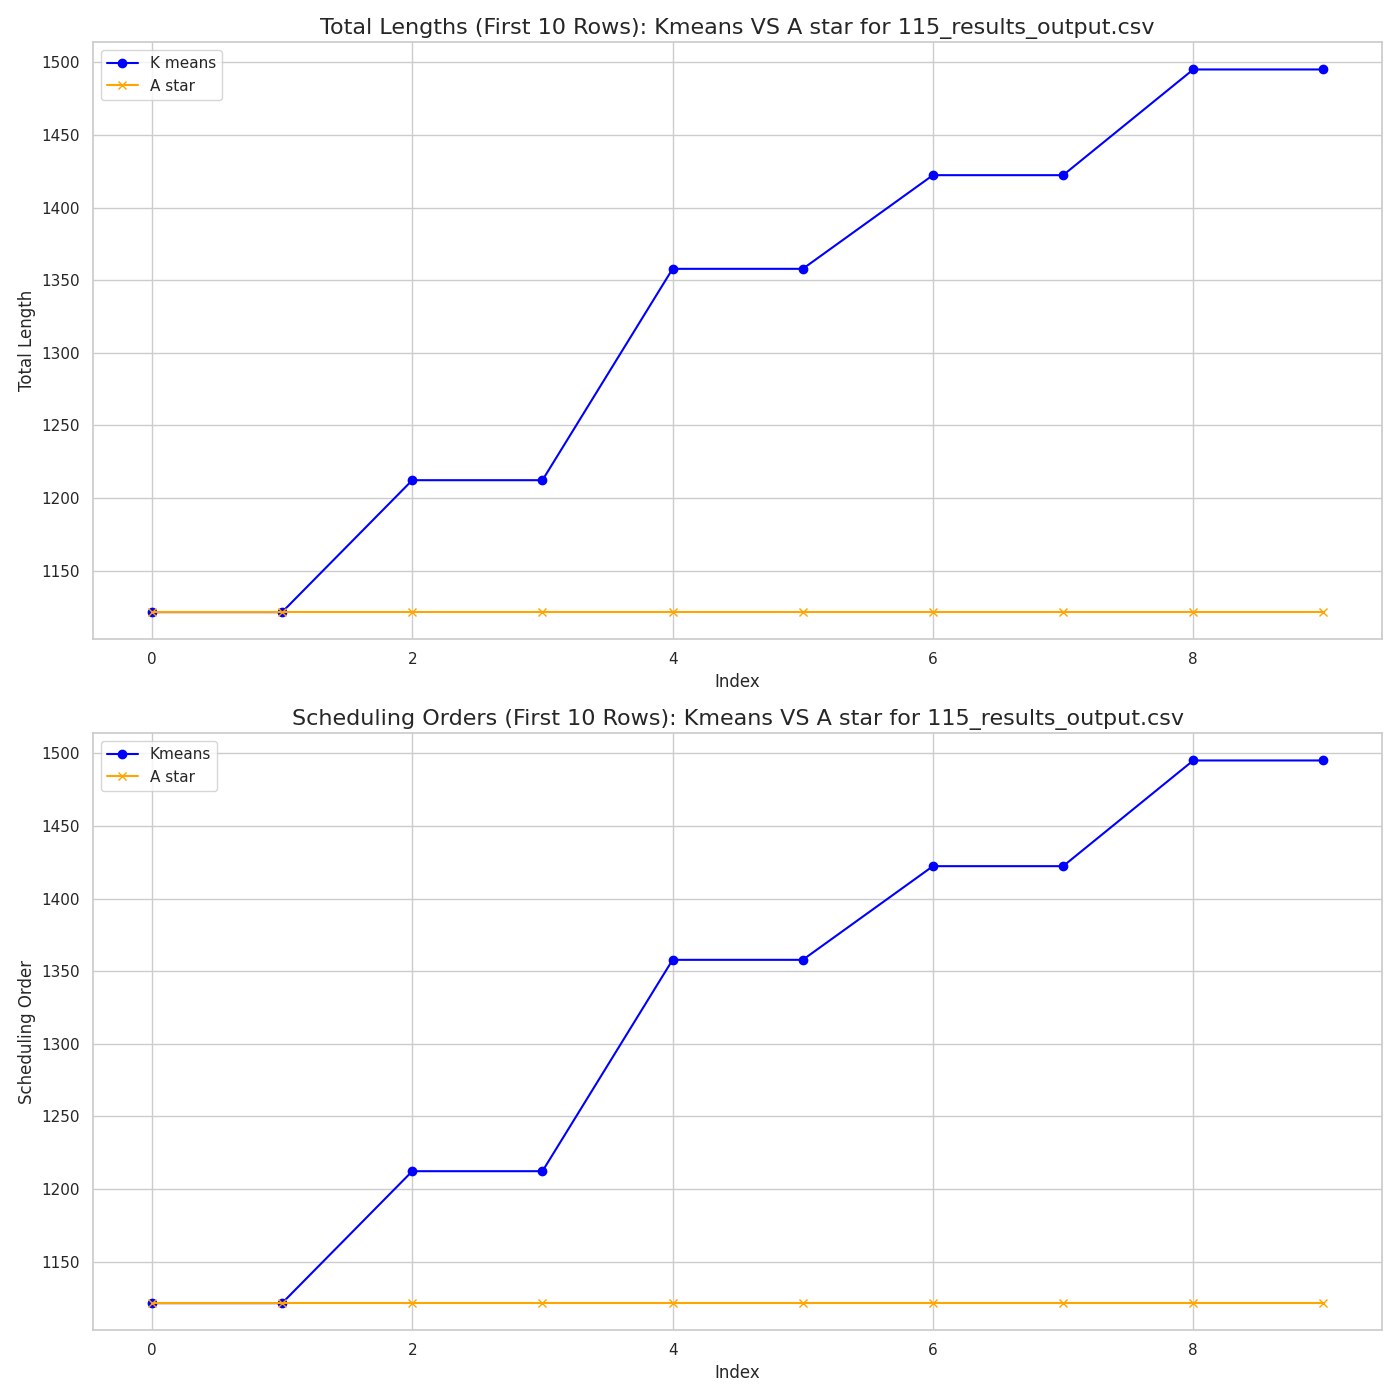 Total Lengths (First 10 Rows): Kmeans VS A star for 115_results_output.csv
K means
A star
1500
1450
1400
1350
1300
1250
1200
1150
Total Length
0 2 4 6 8
Index
Scheduling Orders (First 10 Rows): Kmeans VS A star for 115_results_output.csv
Kmeans
A star
1500
1450
1400
1350
1300
1250
1200
1150
Scheduling Order
0 2 4 6 8
Index